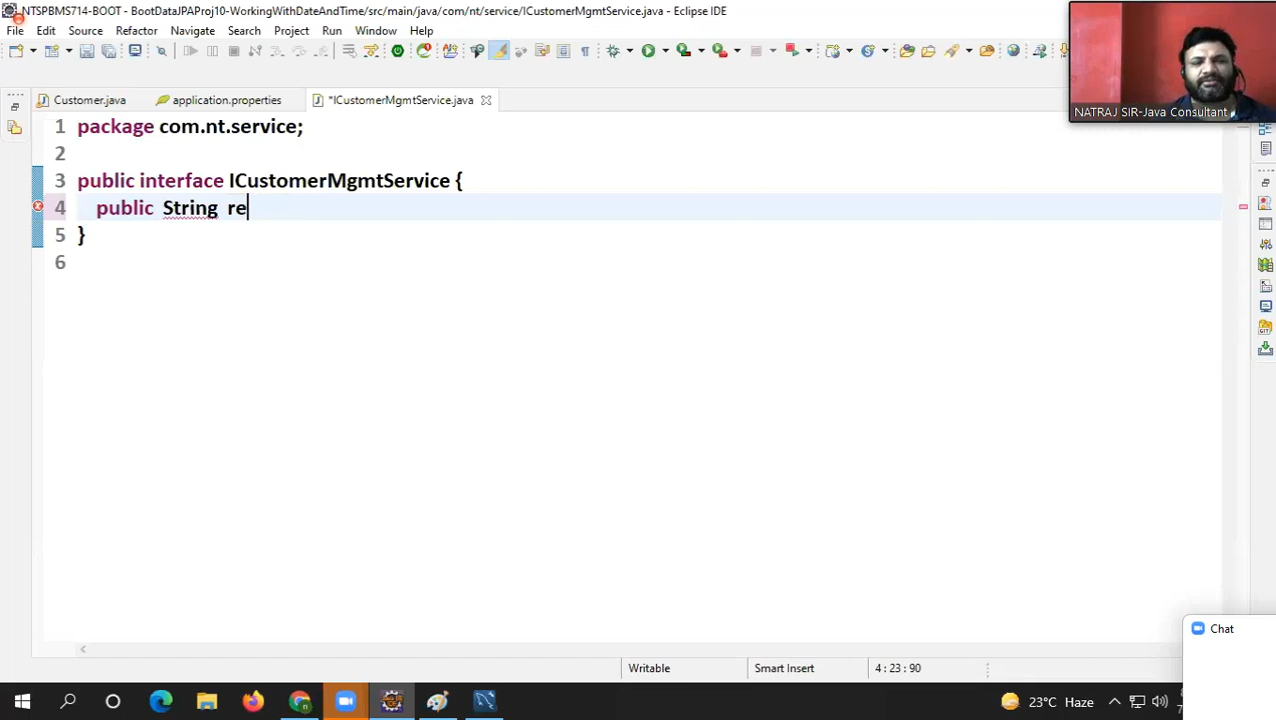 NTSPBMS714-BOOT - BootDataJPAProj10-WorkingWithDateAndTime/src/main/java/com/nt/service/ICustomerMgmtService.java - Eclipse IDE
File Edit Source Refactor Navigate Search Project Run Window Help
NATRAJ SIR-Java Consultant
Customer.java application.properties *ICustomerMgmtService.java
1 package com.nt.service;
2
3 public interface ICustomerMgmtService {
4 public String re
5 }
6
Chat
Writable Smart Insert 4 : 23 : 90
23°C Haze